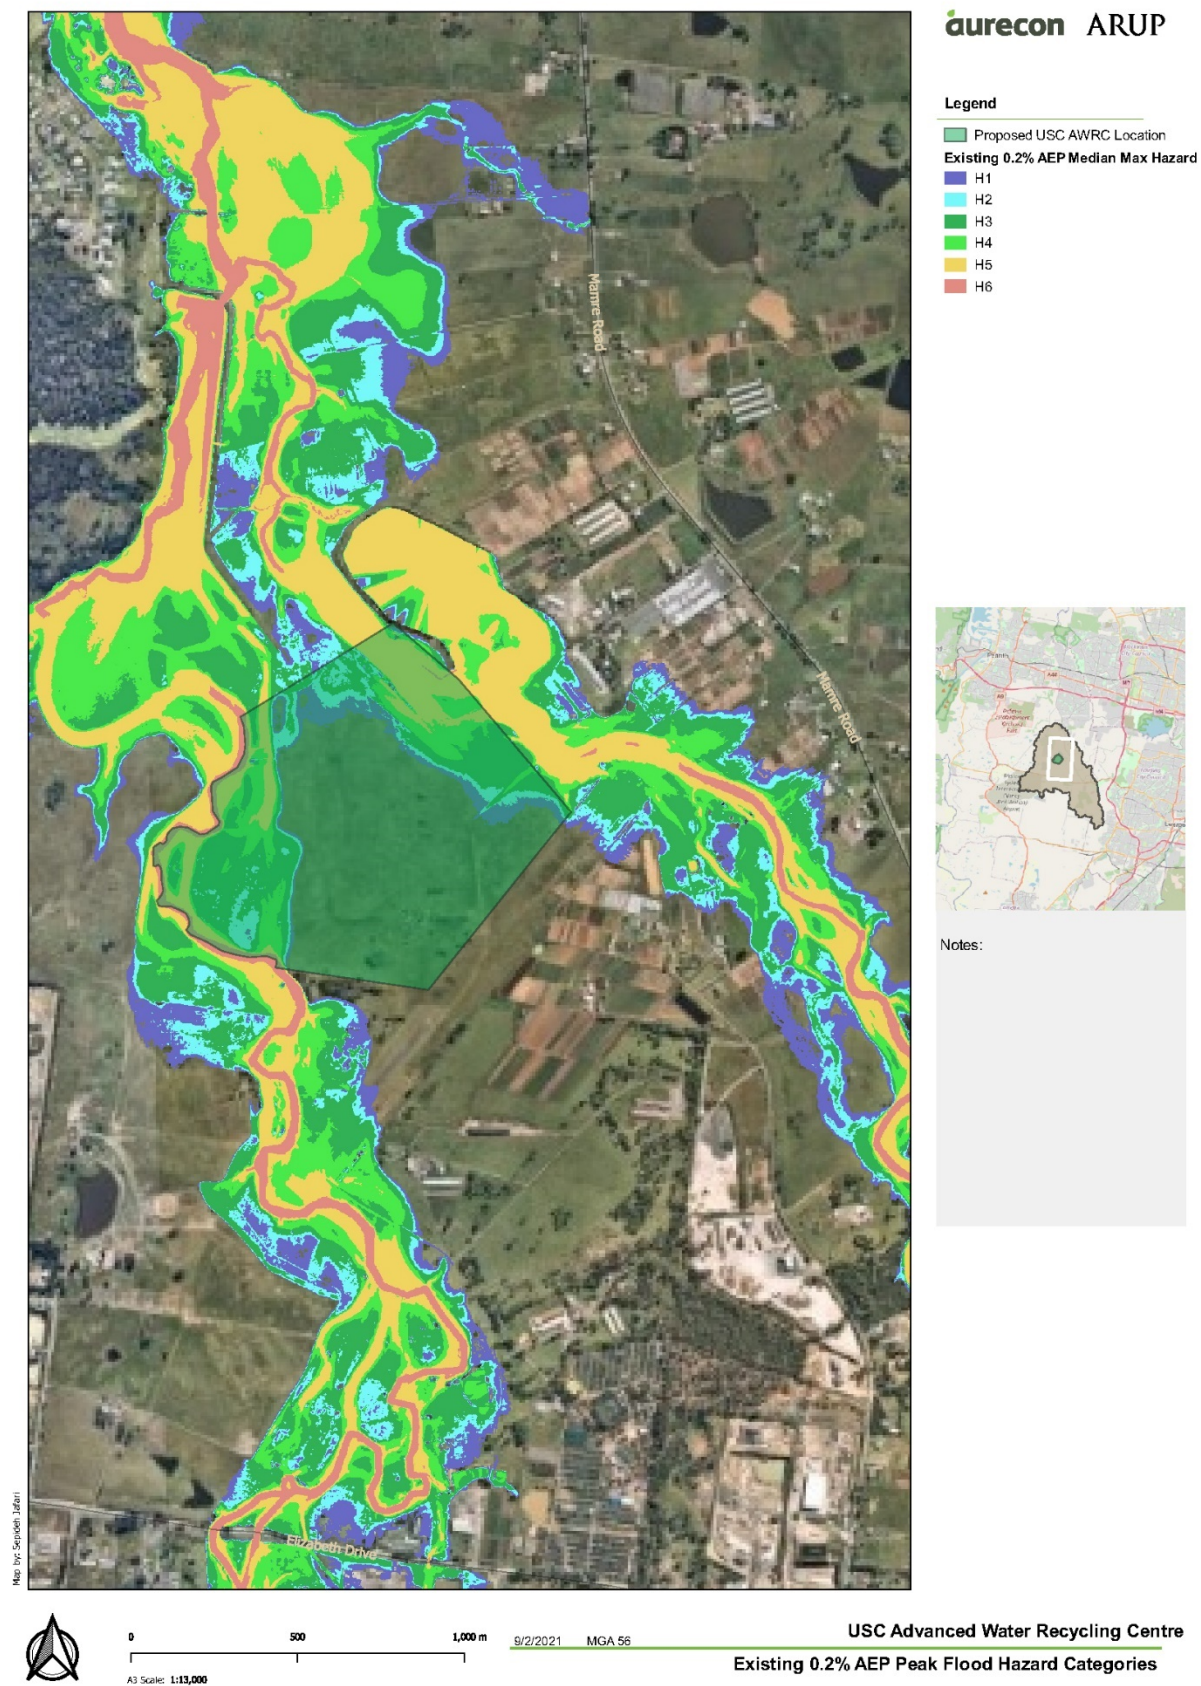 aurecon ARUP
Legend
Proposed USC AWRC Location
Existing 0.2% AEP Median Max Hazard
H1
H2
H3
H4
H5
H6
Mamre Road
Mamre Road
Elizabeth Drive
Penrith
Notes:
Map by: Sepideh Jafari
0 500 1,000 m
A3 Scale: 1:13,000
9/2/2021 MGA 56
USC Advanced Water Recycling Centre
Existing 0.2% AEP Peak Flood Hazard Categories